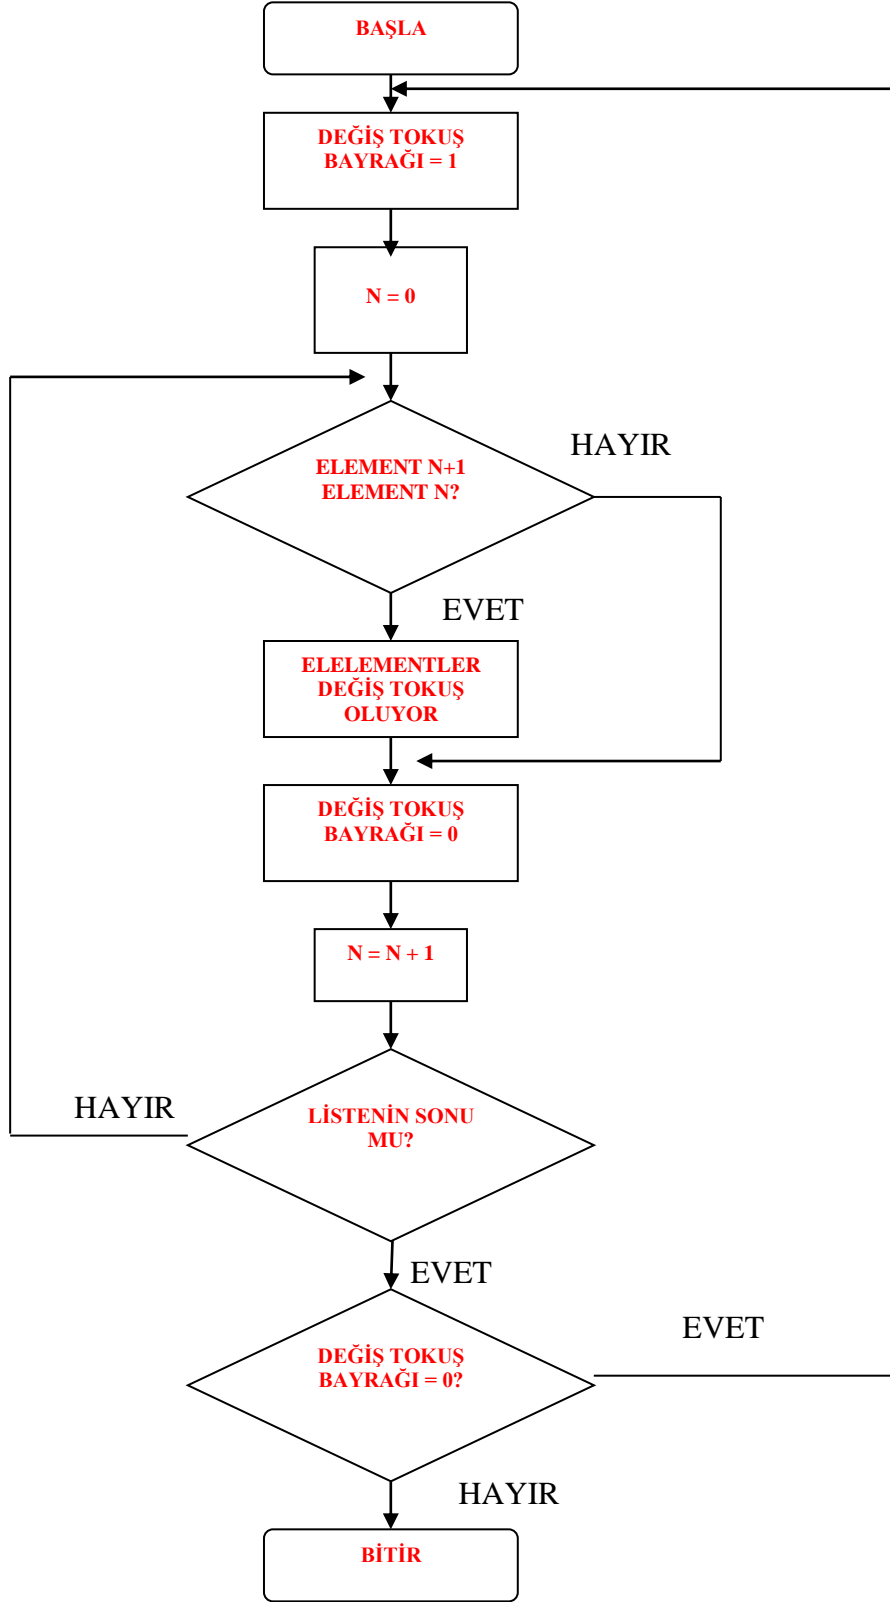 BAŞLA
DEĞİŞ TOKUŞ
BAYRAĞI = 1
N = 0
HAYIR
ELEMENT N+1
ELEMENT N?
EVET
ELELEMENTLER
DEĞİŞ TOKUŞ
OLUYOR
DEĞİŞ TOKUŞ
BAYRAĞI = 0
N = N + 1
HAYIR
LİSTENİN SONU
MU?
EVET
EVET
DEĞİŞ TOKUŞ
BAYRAĞI = 0?
HAYIR
BİTİR